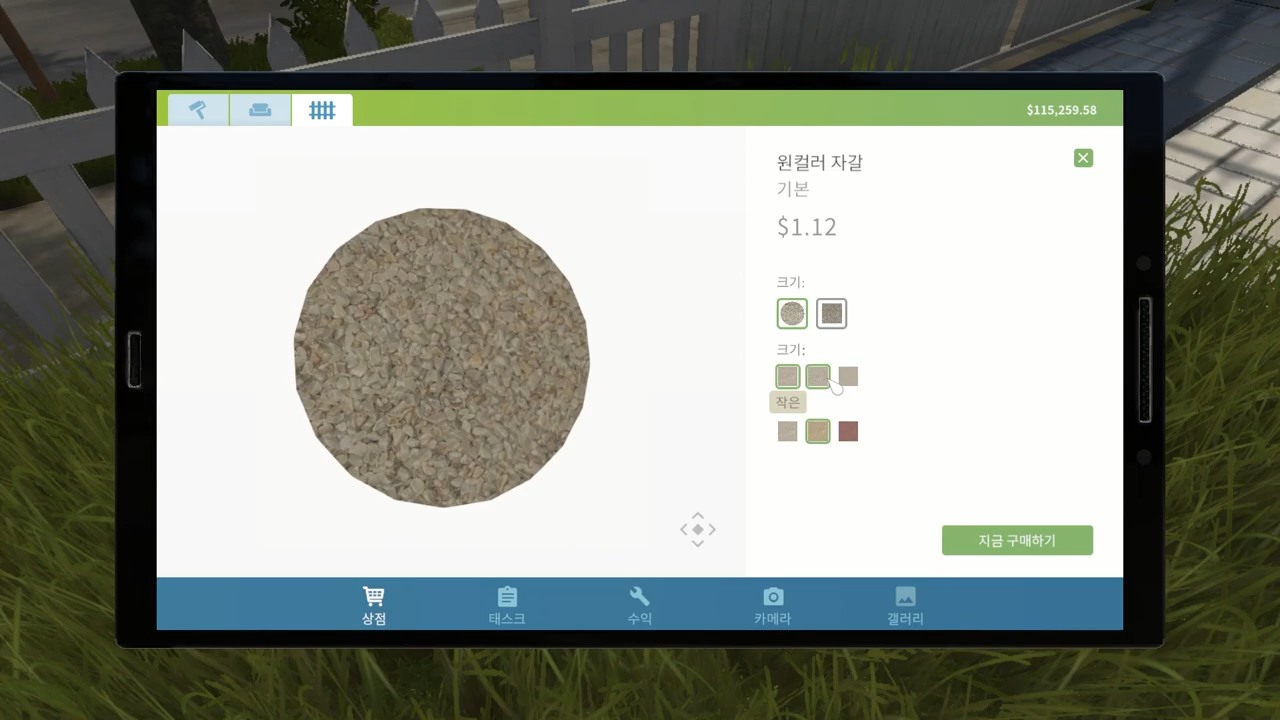 $115,259.58
원컬러 자갈
기본
$1.12
크기:
크기:
작은
지금 구매하기
상점
태스크
수익
카메라
갤러리